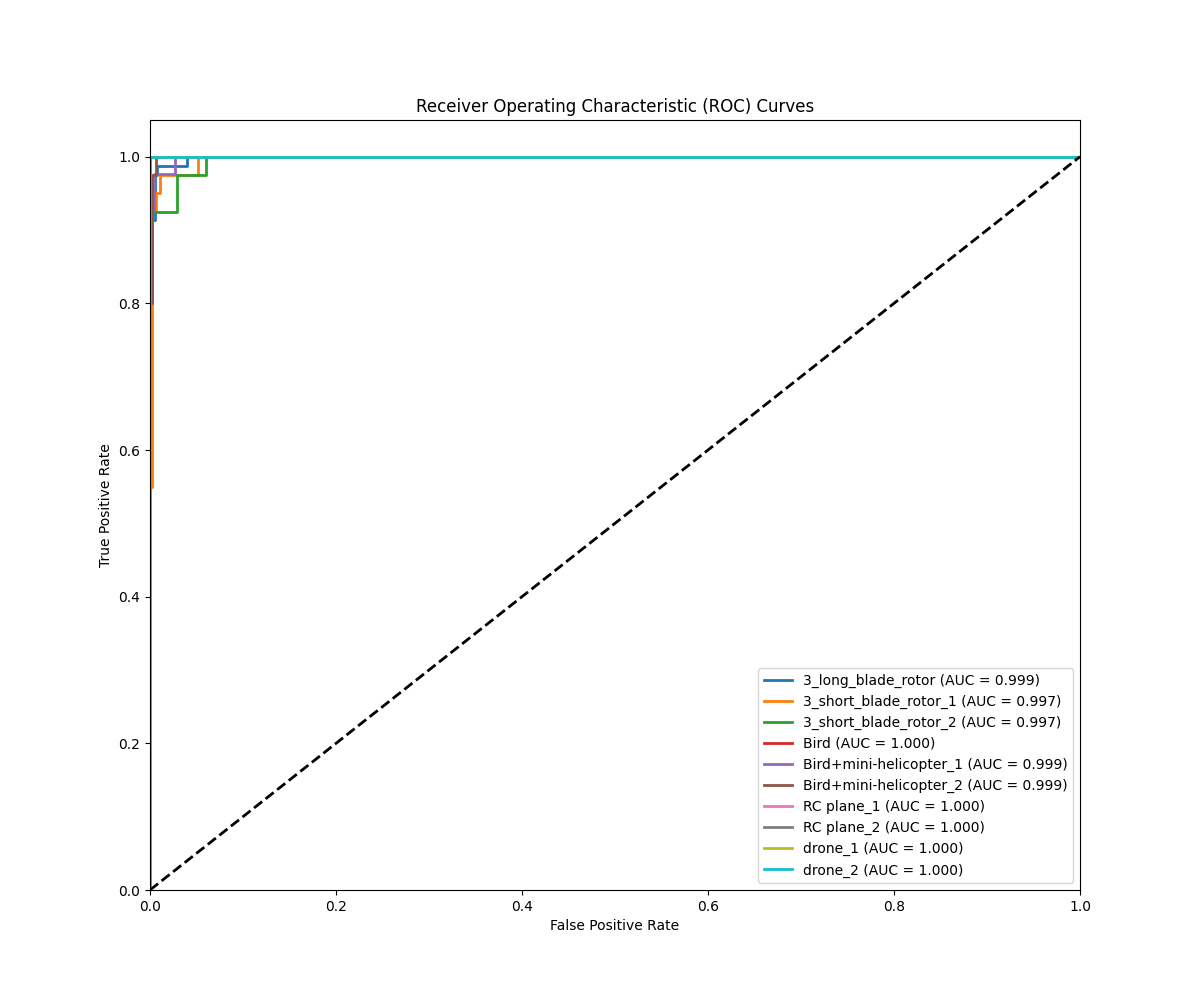 Receiver Operating Characteristic (ROC) Curves
1.0
0.8
0.6
0.4
0.2
0.0
True Positive Rate
3_long_blade_rotor (AUC = 0.999)
3_short_blade_rotor_1 (AUC = 0.997)
3_short_blade_rotor_2 (AUC = 0.997)
Bird (AUC = 1.000)
Bird+mini-helicopter_1 (AUC = 0.999)
Bird+mini-helicopter_2 (AUC = 0.999)
RC plane_1 (AUC = 1.000)
RC plane_2 (AUC = 1.000)
drone_1 (AUC = 1.000)
drone_2 (AUC = 1.000)
0.0 0.2 0.4 0.6 0.8 1.0
False Positive Rate